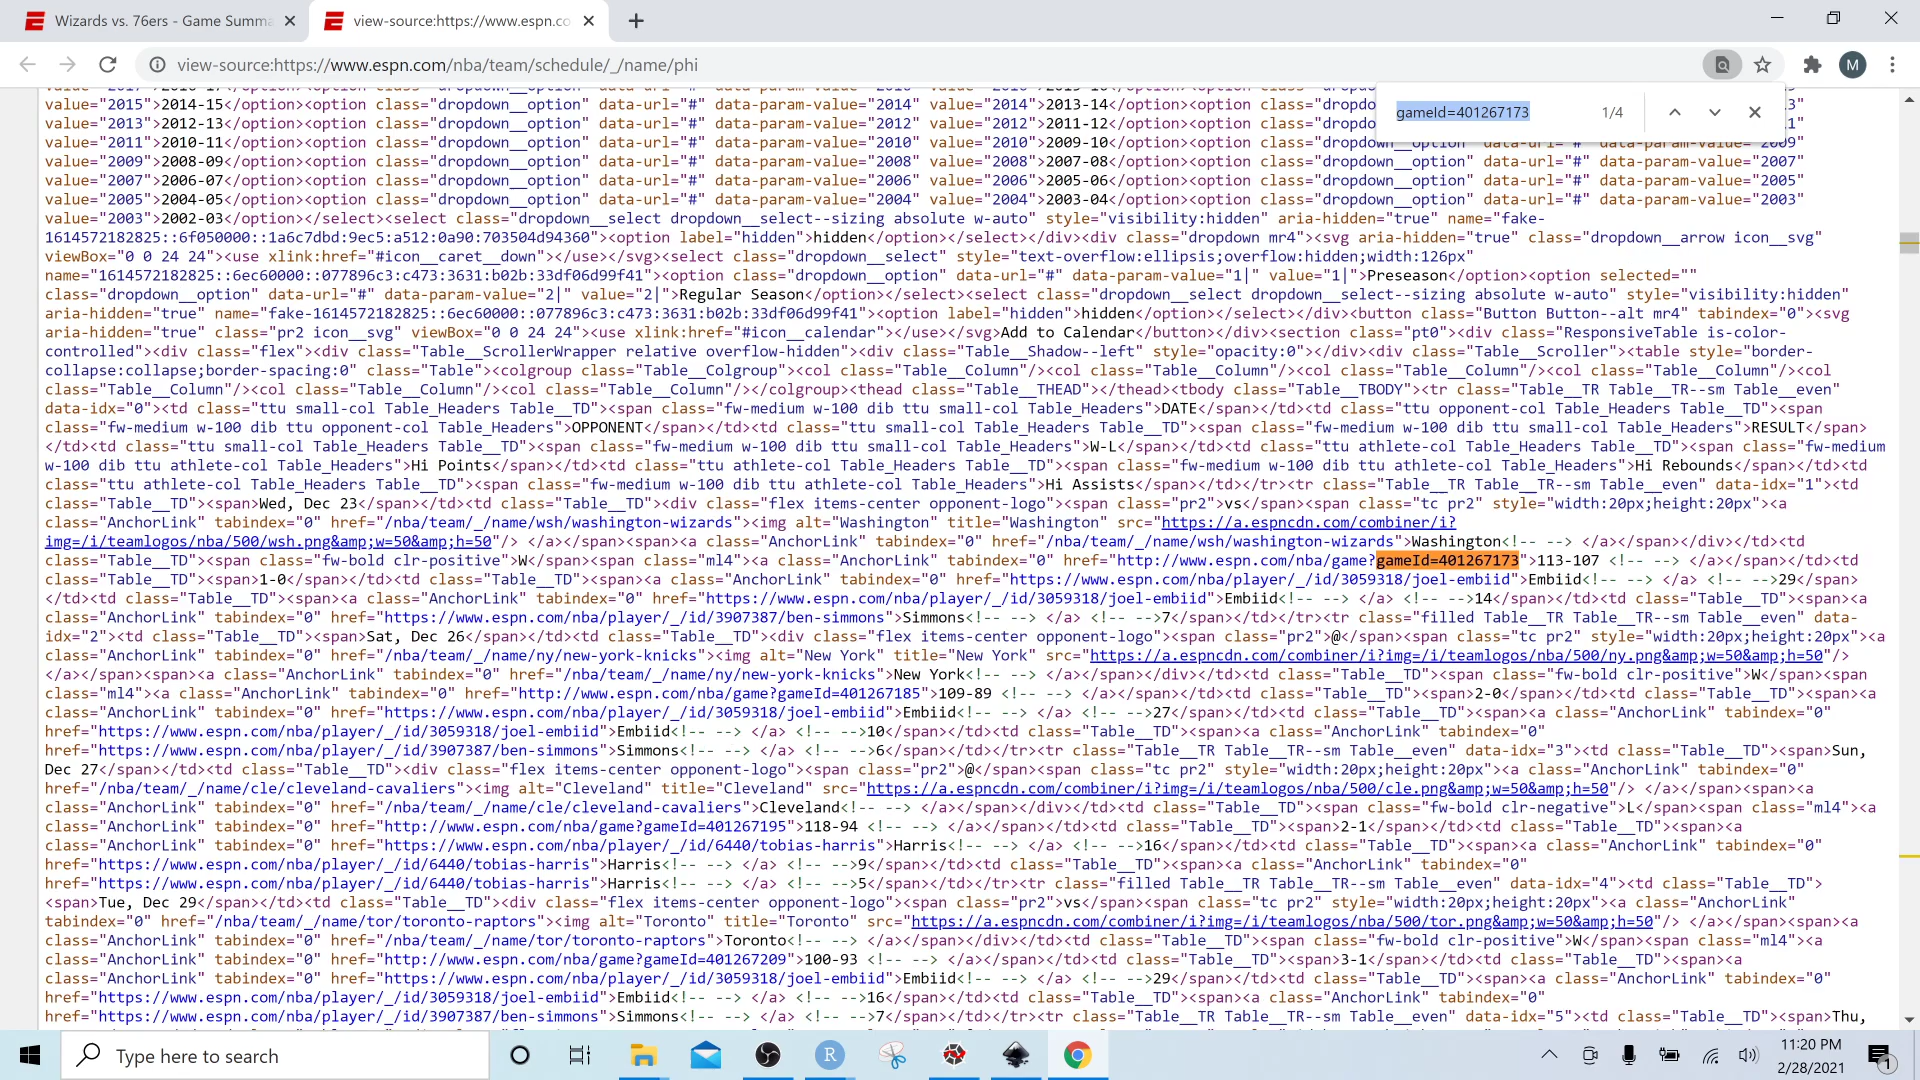 Wizards vs. 76ers - Game Summa
view-source:https://www.espn.co
view-source:https://www.espn.com/nba/team/schedule/_/name/phi
M
gameId=401267173 1/4
value="2015">2014-15</option><option class="dropdown__option" data-url="#" data-param-value="2014" value="2014">2013-14</option><option class="dropdo
value="2013">2012-13</option><option class="dropdown__option" data-url="#" data-param-value="2012" value="2012">2011-12</option><option class="dropdo
value="2011">2010-11</option><option class="dropdown__option" data-url="#" data-param-value="2010" value="2010">2009-10</option><option class="dropdown__option" data-url="#" data-param-value="2009"
value="2009">2008-09</option><option class="dropdown__option" data-url="#" data-param-value="2008" value="2008">2007-08</option><option class="dropdown__option" data-url="#" data-param-value="2007"
value="2007">2006-07</option><option class="dropdown__option" data-url="#" data-param-value="2006" value="2006">2005-06</option><option class="dropdown__option" data-url="#" data-param-value="2005"
value="2005">2004-05</option><option class="dropdown__option" data-url="#" data-param-value="2004" value="2004">2003-04</option><option class="dropdown__option" data-url="#" data-param-value="2003"
value="2003">2002-03</option></select><select class="dropdown__select dropdown__select--sizing absolute w-auto" style="visibility:hidden" aria-hidden="true" name="fake-
1614572182825::6f050000::1a6c7dbd:9ec5:a512:0a90:703504d94360"><option label="hidden">hidden</option></select></div><div class="dropdown mr4"><svg aria-hidden="true" class="dropdown__arrow icon__svg"
viewBox="0 0 24 24"><use xlink:href="#icon__caret__down"></use></svg><select class="dropdown__select" style="text-overflow:ellipsis;overflow:hidden;width:126px"
name="1614572182825::6ec60000::077896c3:c473:3631:b02b:33df06d99f41"><option class="dropdown__option" data-url="#" data-param-value="1|" value="1|">Preseason</option><option selected=""
class="dropdown__option" data-url="#" data-param-value="2|" value="2|">Regular Season</option></select><select class="dropdown__select dropdown__select--sizing absolute w-auto" style="visibility:hidden"
aria-hidden="true" name="fake-1614572182825::6ec60000::077896c3:c473:3631:b02b:33df06d99f41"><option label="hidden">hidden</option></select></div><button class="Button Button--alt mr4" tabindex="0"><svg
aria-hidden="true" class="pr2 icon__svg" viewBox="0 0 24 24"><use xlink:href="#icon__calendar"></use></svg>Add to Calendar</button></div><section class="pt0"><div class="ResponsiveTable is-color-
controlled"><div class="flex"><div class="Table__ScrollerWrapper relative overflow-hidden"><div class="Table__Shadow--left" style="opacity:0"></div><div class="Table__Scroller"><table style="border-
collapse:collapse;border-spacing:0" class="Table"><colgroup class="Table__Colgroup"><col class="Table__Column"/><col class="Table__Column"/><col class="Table__Column"/><col class="Table__Column"/><col
class="Table__Column"/><col class="Table__Column"/><col class="Table__Column"/></colgroup><thead class="Table__THEAD"></thead><tbody class="Table__TBODY"><tr class="Table__TR Table__TR--sm Table__even"
data-idx="0"><td class="ttu small-col Table_Headers Table__TD"><span class="fw-medium w-100 dib ttu small-col Table_Headers">DATE</span></td><td class="ttu opponent-col Table_Headers Table__TD"><span
class="fw-medium w-100 dib ttu opponent-col Table_Headers">OPPONENT</span></td><td class="ttu small-col Table_Headers Table__TD"><span class="fw-medium w-100 dib ttu small-col Table_Headers">RESULT</span>
</td><td class="ttu small-col Table_Headers Table__TD"><span class="fw-medium w-100 dib ttu small-col Table_Headers">W-L</span></td><td class="ttu athlete-col Table_Headers Table__TD"><span class="fw-medium
w-100 dib ttu athlete-col Table_Headers">Hi Points</span></td><td class="ttu athlete-col Table_Headers Table__TD"><span class="fw-medium w-100 dib ttu athlete-col Table_Headers">Hi Rebounds</span></td><td
class="ttu athlete-col Table_Headers Table__TD"><span class="fw-medium w-100 dib ttu athlete-col Table_Headers">Hi Assists</span></td></tr><tr class="Table__TR Table__TR--sm Table__even" data-idx="1"><td
class="Table__TD"><span>Wed, Dec 23</span></td><td class="Table__TD"><div class="flex items-center opponent-logo"><span class="pr2">vs</span><span class="tc pr2" style="width:20px;height:20px"><a
class="AnchorLink" tabindex="0" href="/nba/team/_/name/wsh/washington-wizards"><img alt="Washington" title="Washington" src="https://a.espncdn.com/combiner/i?
img=/i/teamlogos/nba/500/wsh.png&amp;w=50&amp;h=50"/> </a></span><span><a class="AnchorLink" tabindex="0" href="/nba/team/_/name/wsh/washington-wizards">Washington<!-- --> </a></span></div></td><td
class="Table__TD"><span class="fw-bold clr-positive">W</span><span class="ml4"><a class="AnchorLink" tabindex="0" href="http://www.espn.com/nba/game?gameId=401267173">113-107 <!-- --> </a></span></td><td
class="Table__TD"><span>1-0</span></td><td class="Table__TD"><span><a class="AnchorLink" tabindex="0" href="https://www.espn.com/nba/player/_/id/3059318/joel-embiid">Embiid<!-- --> </a> <!-- -->29</span>
</td><td class="Table__TD"><span><a class="AnchorLink" tabindex="0" href="https://www.espn.com/nba/player/_/id/3059318/joel-embiid">Embiid<!-- --> </a> <!-- -->14</span></td><td class="Table__TD"><span><a
class="AnchorLink" tabindex="0" href="https://www.espn.com/nba/player/_/id/3907387/ben-simmons">Simmons<!-- --> </a> <!-- -->7</span></td></tr><tr class="filled Table__TR Table__TR--sm Table__even" data-
idx="2"><td class="Table__TD"><span>Sat, Dec 26</span></td><td class="Table__TD"><div class="flex items-center opponent-logo"><span class="pr2">@</span><span class="tc pr2" style="width:20px;height:20px"><a
class="AnchorLink" tabindex="0" href="/nba/team/_/name/ny/new-york-knicks"><img alt="New York" title="New York" src="https://a.espncdn.com/combiner/i?img=/i/teamlogos/nba/500/ny.png&amp;w=50&amp;h=50"/>
</a></span><span><a class="AnchorLink" tabindex="0" href="/nba/team/_/name/ny/new-york-knicks">New York<!-- --> </a></span></div></td><td class="Table__TD"><span class="fw-bold clr-positive">W</span><span
class="ml4"><a class="AnchorLink" tabindex="0" href="http://www.espn.com/nba/game?gameId=401267185">109-89 <!-- --> </a></span></td><td class="Table__TD"><span>2-0</span></td><td class="Table__TD"><span><a
class="AnchorLink" tabindex="0" href="https://www.espn.com/nba/player/_/id/3059318/joel-embiid">Embiid<!-- --> </a> <!-- -->27</span></td><td class="Table__TD"><span><a class="AnchorLink" tabindex="0"
href="https://www.espn.com/nba/player/_/id/3059318/joel-embiid">Embiid<!-- --> </a> <!-- -->10</span></td><td class="Table__TD"><span><a class="AnchorLink" tabindex="0"
href="https://www.espn.com/nba/player/_/id/3907387/ben-simmons">Simmons<!-- --> </a> <!-- -->6</span></td></tr><tr class="Table__TR Table__TR--sm Table__even" data-idx="3"><td class="Table__TD"><span>Sun,
Dec 27</span></td><td class="Table__TD"><div class="flex items-center opponent-logo"><span class="pr2">@</span><span class="tc pr2" style="width:20px;height:20px"><a class="AnchorLink" tabindex="0"
href="/nba/team/_/name/cle/cleveland-cavaliers"><img alt="Cleveland" title="Cleveland" src="https://a.espncdn.com/combiner/i?img=/i/teamlogos/nba/500/cle.png&amp;w=50&amp;h=50"/> </a></span><span><a
class="AnchorLink" tabindex="0" href="/nba/team/_/name/cle/cleveland-cavaliers">Cleveland<!-- --> </a></span></div></td><td class="Table__TD"><span class="fw-bold clr-negative">L</span><span class="ml4"><a
class="AnchorLink" tabindex="0" href="http://www.espn.com/nba/game?gameId=401267195">118-94 <!-- --> </a></span></td><td class="Table__TD"><span>2-1</span></td><td class="Table__TD"><span><a
class="AnchorLink" tabindex="0" href="https://www.espn.com/nba/player/_/id/6440/tobias-harris">Harris<!-- --> </a> <!-- -->16</span></td><td class="Table__TD"><span><a class="AnchorLink" tabindex="0"
href="https://www.espn.com/nba/player/_/id/6440/tobias-harris">Harris<!-- --> </a> <!-- -->9</span></td><td class="Table__TD"><span><a class="AnchorLink" tabindex="0"
href="https://www.espn.com/nba/player/_/id/6440/tobias-harris">Harris<!-- --> </a> <!-- -->5</span></td></tr><tr class="filled Table__TR Table__TR--sm Table__even" data-idx="4"><td class="Table__TD">
<span>Tue, Dec 29</span></td><td class="Table__TD"><div class="flex items-center opponent-logo"><span class="pr2">vs</span><span class="tc pr2" style="width:20px;height:20px"><a class="AnchorLink"
tabindex="0" href="/nba/team/_/name/tor/toronto-raptors"><img alt="Toronto" title="Toronto" src="https://a.espncdn.com/combiner/i?img=/i/teamlogos/nba/500/tor.png&amp;w=50&amp;h=50"/> </a></span><span><a
class="AnchorLink" tabindex="0" href="/nba/team/_/name/tor/toronto-raptors">Toronto<!-- --> </a></span></div></td><td class="Table__TD"><span class="fw-bold clr-positive">W</span><span class="ml4"><a
class="AnchorLink" tabindex="0" href="http://www.espn.com/nba/game?gameId=401267209">100-93 <!-- --> </a></span></td><td class="Table__TD"><span>3-1</span></td><td class="Table__TD"><span><a
class="AnchorLink" tabindex="0" href="https://www.espn.com/nba/player/_/id/3059318/joel-embiid">Embiid<!-- --> </a> <!-- -->29</span></td><td class="Table__TD"><span><a class="AnchorLink" tabindex="0"
href="https://www.espn.com/nba/player/_/id/3059318/joel-embiid">Embiid<!-- --> </a> <!-- -->16</span></td><td class="Table__TD"><span><a class="AnchorLink" tabindex="0"
href="https://www.espn.com/nba/player/_/id/3907387/ben-simmons">Simmons<!-- --> </a> <!-- -->7</span></td></tr><tr class="Table__TR Table__TR--sm Table__even" data-idx="5"><td class="Table__TD"><span>Thu,
Type here to search
R
11:20 PM
2/28/2021
1